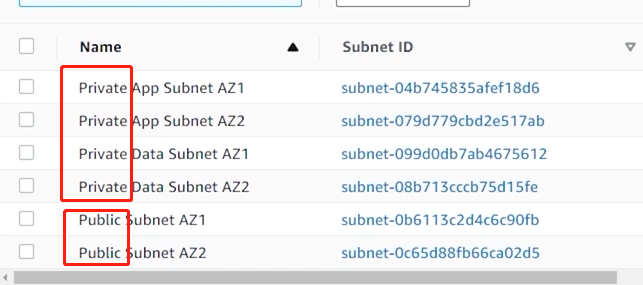 Name Subnet ID
Private App Subnet AZ1 subnet-04b745835afef18d6
Private App Subnet AZ2 subnet-079d779cbd2e517ab
Private Data Subnet AZ1 subnet-099d0db7ab4675612
Private Data Subnet AZ2 subnet-08b713cccb75d15fe
Public Subnet AZ1 subnet-0b6113c2d4c6c90fb
Public Subnet AZ2 subnet-0c65d88fb66ca02d5